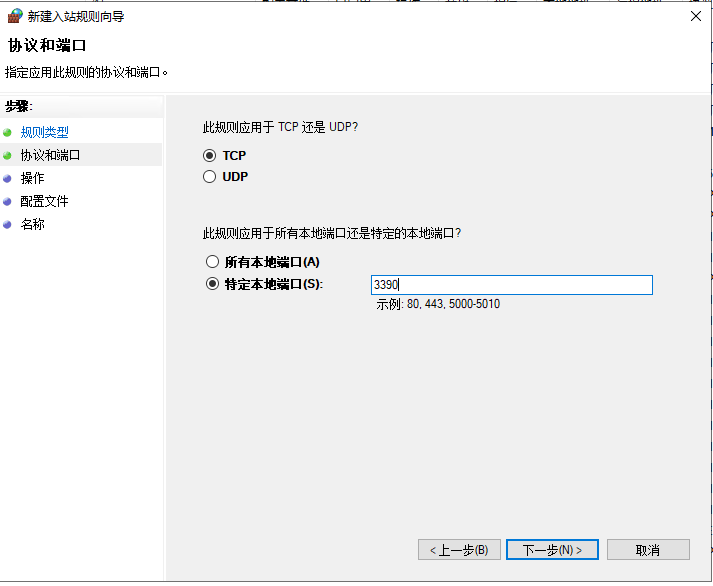 新建入站规则向导
协议和端口
指定应用此规则的协议和端口。
步骤:
规则类型
协议和端口
操作
配置文件
名称
此规则应用于 TCP 还是 UDP?
TCP
UDP
此规则应用于所有本地端口还是特定的本地端口?
所有本地端口(A)
特定本地端口(S):
3390
示例: 80, 443, 5000-5010
< 上一步(B)
下一步(N) >
取消